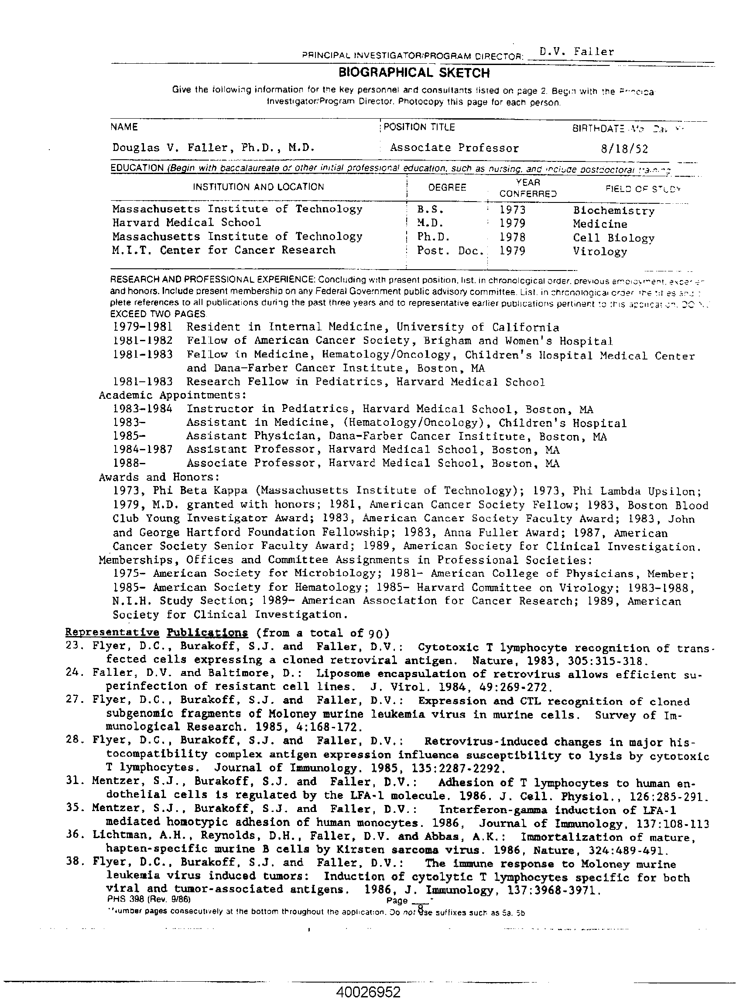 PRINCIPAL INVESTIGATOR/PROGRAM DIRECTOR: D.V. Faller
BIOGRAPHICAL SKETCH
Give the following information for the key personnel and consultants listed on page 2. Begin with the Principal
Investigator/Program Director. Photocopy this page for each person.
NAME POSITION TITLE BIRTHDATE
Douglas V. Faller, Ph.D., M.D. Associate Professor 8/18/52
EDUCATION (Begin with baccalaureate or other initial professional education, such as nursing, and include postdoctoral training
INSTITUTION AND LOCATION DEGREE YEAR CONFERRED FIELD OF STUDY
Massachusetts Institute of Technology B.S. 1973 Biochemistry
Harvard Medical School M.D. 1979 Medicine
Massachusetts Institute of Technology Ph.D. 1978 Cell Biology
M.I.T. Center for Cancer Research Post. Doc. 1979 Virology
RESEARCH AND PROFESSIONAL EXPERIENCE: Concluding with present position, list, in chronological order, previous employment,
and honors. Include present membership on any Federal Government public advisory committee. List, in chronological order, the titles and
plete references to all publications during the past three years and to representative earlier publications pertinent to this application. DO
EXCEED TWO PAGES
1979-1981 Resident in Internal Medicine, University of California
1981-1982 Fellow of American Cancer Society, Brigham and Women's Hospital
1981-1983 Fellow in Medicine, Hematology/Oncology, Children's Hospital Medical Center
and Dana-Farber Cancer Institute, Boston, MA
1981-1983 Research Fellow in Pediatrics, Harvard Medical School
Academic Appointments:
1983-1984 Instructor in Pediatrics, Harvard Medical School, Boston, MA
1983- Assistant in Medicine, (Hematology/Oncology), Children's Hospital
1985- Assistant Physician, Dana-Farber Cancer Insititute, Boston, MA
1984-1987 Assistant Professor, Harvard Medical School, Boston, MA
1988- Associate Professor, Harvard Medical School, Boston, MA
Awards and Honors:
1973, Phi Beta Kappa (Massachusetts Institute of Technology); 1973, Phi Lambda Upsilon;
1979, M.D. granted with honors; 1981, American Cancer Society Fellow; 1983, Boston Blood
Club Young Investigator Award; 1983, American Cancer Society Faculty Award; 1983, John
and George Hartford Foundation Fellowship; 1983, Anna Fuller Award; 1987, American
Cancer Society Senior Faculty Award; 1989, American Society for Clinical Investigation.
Memberships, Offices and Committee Assignments in Professional Societies:
1975- American Society for Microbiology; 1981- American College of Physicians, Member;
1985- American Society for Hematology; 1985- Harvard Committee on Virology; 1983-1988,
N.I.H. Study Section; 1989- American Association for Cancer Research; 1989, American
Society for Clinical Investigation.
Representative Publications (from a total of 90)
23. Flyer, D.C., Burakoff, S.J. and Faller, D.V.: Cytotoxic T lymphocyte recognition of trans-
fected cells expressing a cloned retroviral antigen. Nature, 1983, 305:315-318.
24. Faller, D.V. and Baltimore, D.: Liposome encapsulation of retrovirus allows efficient su-
perinfection of resistant cell lines. J. Virol. 1984, 49:269-272.
27. Flyer, D.C., Burakoff, S.J. and Faller, D.V.: Expression and CTL recognition of cloned
subgenomic fragments of Moloney murine leukemia virus in murine cells. Survey of Im-
munological Research. 1985, 4:168-172.
28. Flyer, D.C., Burakoff, S.J. and Faller, D.V.: Retrovirus-induced changes in major his-
tocompatibility complex antigen expression influence susceptibility to lysis by cytotoxic
T lymphocytes. Journal of Immunology. 1985, 135:2287-2292.
31. Mentzer, S.J., Burakoff, S.J. and Faller, D.V.: Adhesion of T lymphocytes to human en-
dothelial cells is regulated by the LFA-1 molecule. 1986. J. Cell. Physiol., 126:285-291.
35. Mentzer, S.J., Burakoff, S.J. and Faller, D.V.: Interferon-gamma induction of LFA-1
mediated homotypic adhesion of human monocytes. 1986, Journal of Immunology, 137:108-113
36. Lichtman, A.H., Reynolds, D.H., Faller, D.V. and Abbas, A.K.: Immortalization of mature,
hapten-specific murine B cells by Kirsten sarcoma virus. 1986, Nature, 324:489-491.
38. Flyer, D.C., Burakoff, S.J. and Faller, D.V.: The immune response to Moloney murine
leukemia virus induced tumors: Induction of cytolytic T lymphocytes specific for both
viral and tumor-associated antigens. 1986, J. Immunology, 137:3968-3971.
PHS 398 (Rev. 9/86) Page 8
*Number pages consecutively at the bottom throughout the application. Do not use suffixes such as 5a, 5b
40026952